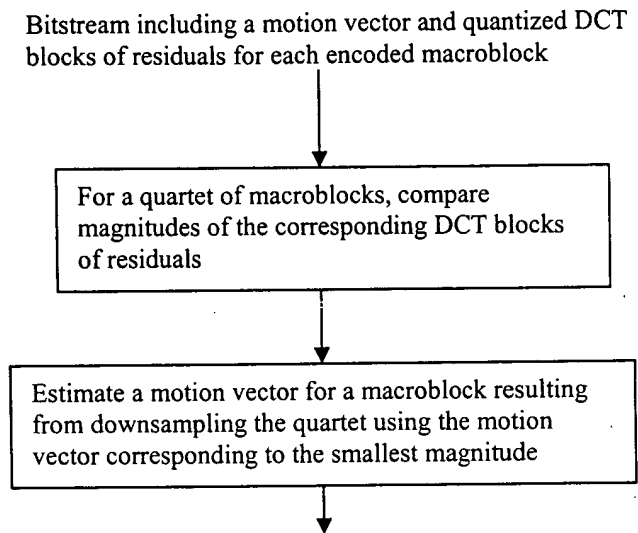 Bitstream including a motion vector and quantized DCT
blocks of residuals for each encoded macroblock
For a quartet of macroblocks, compare
magnitudes of the corresponding DCT blocks
of residuals
Estimate a motion vector for a macroblock resulting
from downsampling the quartet using the motion
vector corresponding to the smallest magnitude